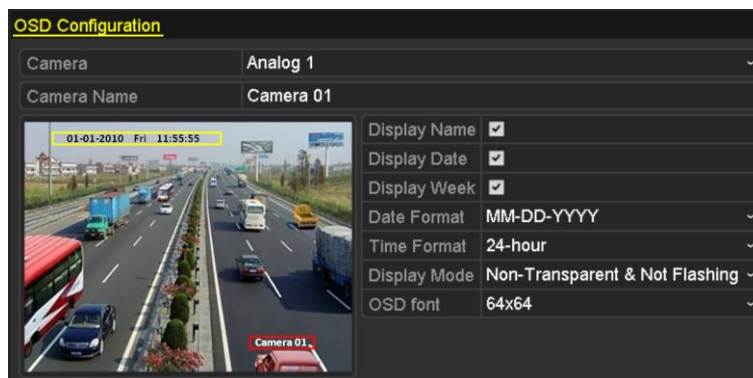 OSD Configuration
Camera Analog 1
Camera Name Camera 01
01-01-2010 Fri 11:55:55
Camera 01
Display Name
Display Date
Display Week
Date Format MM-DD-YYYY
Time Format 24-hour
Display Mode Non-Transparent & Not Flashing
OSD font 64x64